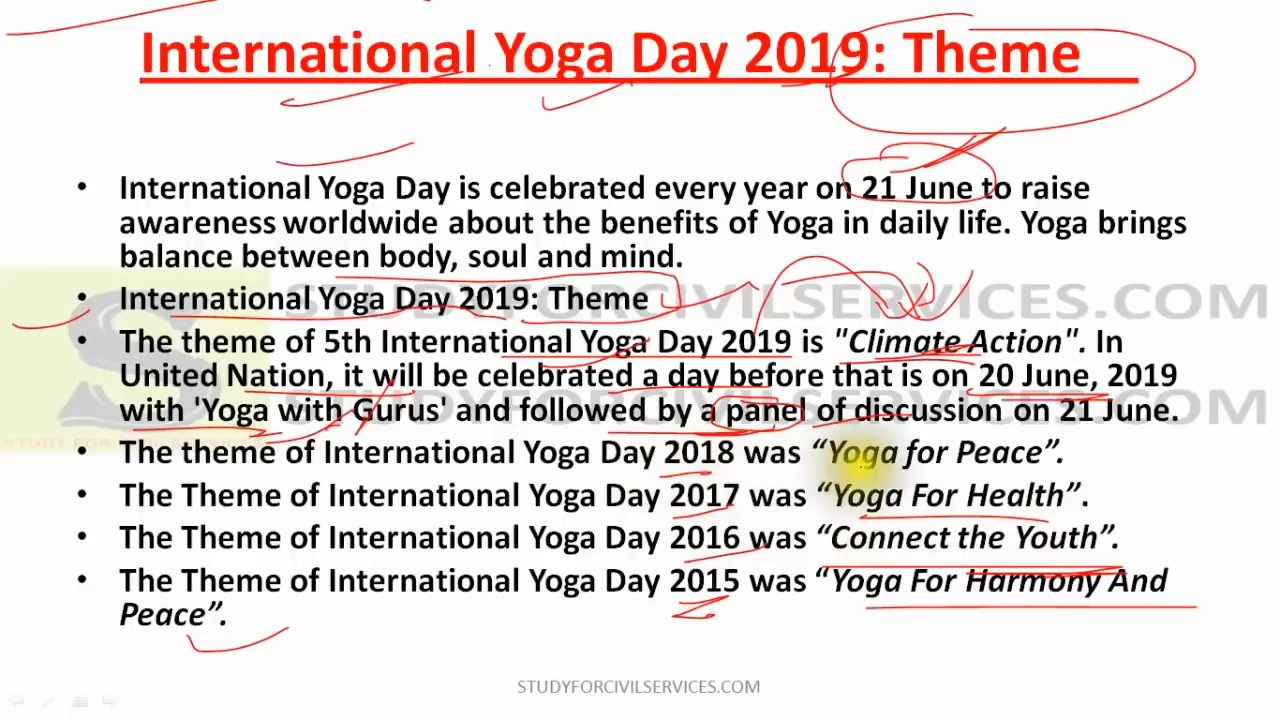 International Yoga Day 2019: Theme
• International Yoga Day is celebrated every year on 21 June to raise
awareness worldwide about the benefits of Yoga in daily life. Yoga brings
balance between body, soul and mind.
• International Yoga Day 2019: Theme
• The theme of 5th International Yoga Day 2019 is "Climate Action". In
United Nation, it will be celebrated a day before that is on 20 June, 2019
with 'Yoga with Gurus' and followed by a panel of discussion on 21 June.
• The theme of International Yoga Day 2018 was “Yoga for Peace”.
• The Theme of International Yoga Day 2017 was “Yoga For Health”.
• The Theme of International Yoga Day 2016 was “Connect the Youth”.
• The Theme of International Yoga Day 2015 was “Yoga For Harmony And
Peace”.
STUDYFORCIVILSERVICES.COM
STUDYFORCIVILSERVICES.COM
STUDY FOR CIVIL SERVICES
STUDYFORCIVILSERVICES.COM